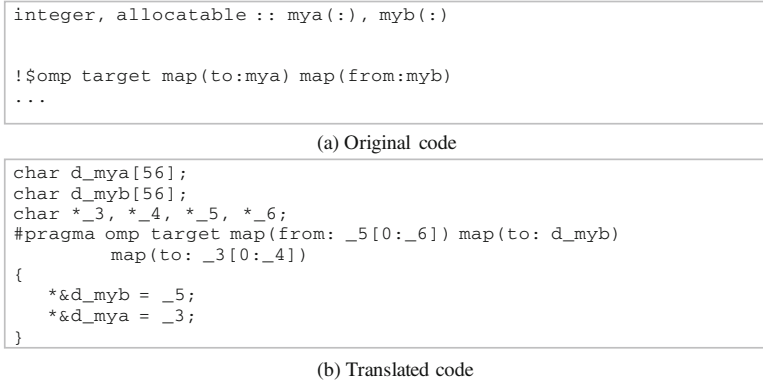 integer, allocatable :: mya(:), myb(:)
!$omp target map(to:mya) map(from:myb)
...
(a) Original code
char d_mya[56];
char d_myb[56];
char *_3, *_4, *_5, *_6;
#pragma omp target map(from: _5[0:_6]) map(to: d_myb)
map(to: _3[0:_4])
{
*&d_myb = _5;
*&d_mya = _3;
}
(b) Translated code